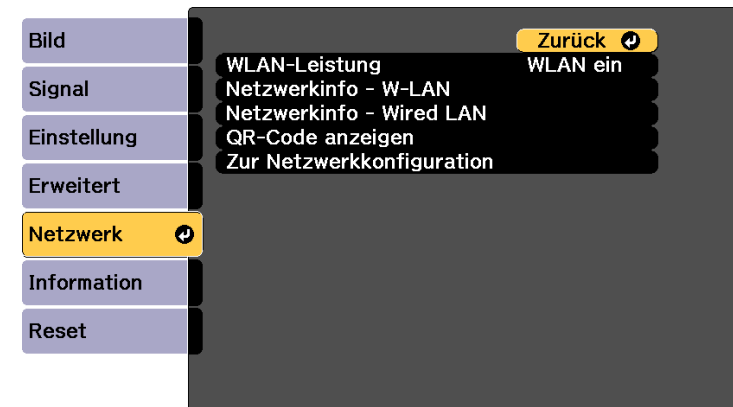 Bild
Signal
Einstellung
Erweitert
Netzwerk
Information
Reset
Zurück
WLAN-Leistung WLAN ein
Netzwerkinfo - W-LAN
Netzwerkinfo - Wired LAN
QR-Code anzeigen
Zur Netzwerkkonfiguration